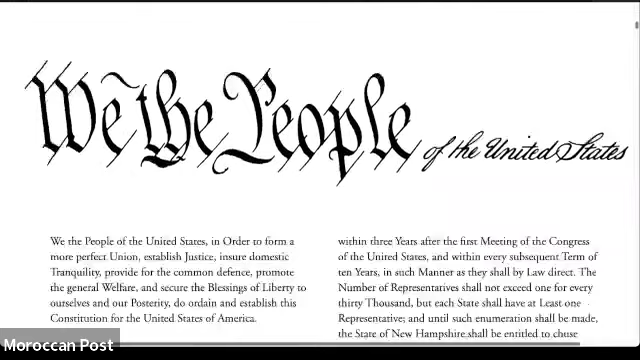 We the People of the United States
We the People of the United States, in Order to form a
more perfect Union, establish Justice, insure domestic
Tranquility, provide for the common defence, promote
the general Welfare, and secure the Blessings of Liberty to
ourselves and our Posterity, do ordain and establish this
Constitution for the United States of America.
within three Years after the first Meeting of the Congress
of the United States, and within every subsequent Term of
ten Years, in such Manner as they shall by Law direct. The
Number of Representatives shall not exceed one for every
thirty Thousand, but each State shall have at Least one
Representative; and until such enumeration shall be made,
the State of New Hampshire shall be entitled to chuse
Moroccan Post